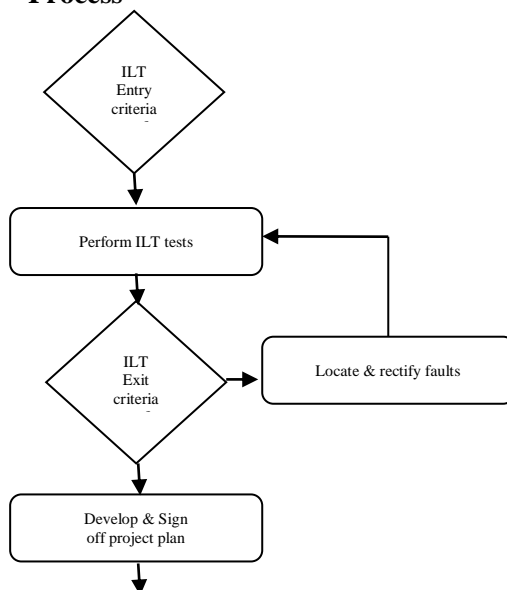 Process
ILT
Entry
criteria
Perform ILT tests
ILT
Exit
criteria
Locate & rectify faults
Develop & Sign
off project plan